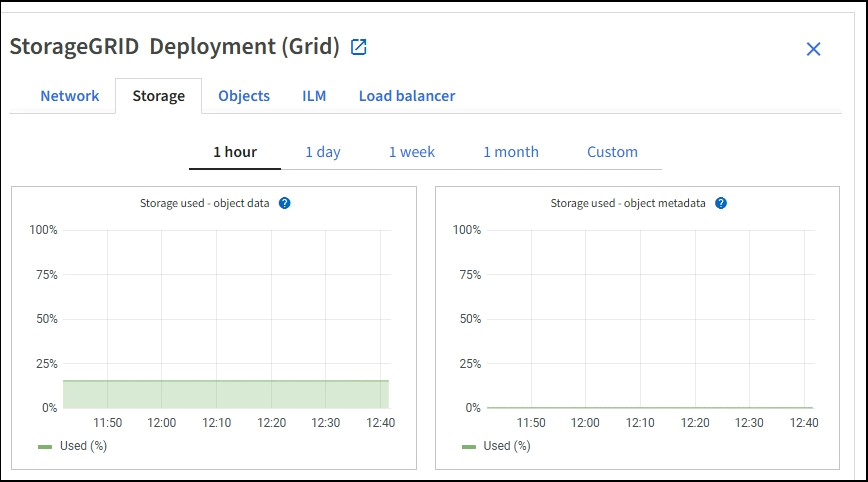 StorageGRID Deployment (Grid)
Network Storage Objects ILM Load balancer
1 hour 1 day 1 week 1 month Custom
Storage used - object data ?
100%
75%
50%
25%
0%
11:50 12:00 12:10 12:20 12:30 12:40
Used (%)
Storage used - object metadata ?
100%
75%
50%
25%
0%
11:50 12:00 12:10 12:20 12:30 12:40
Used (%)